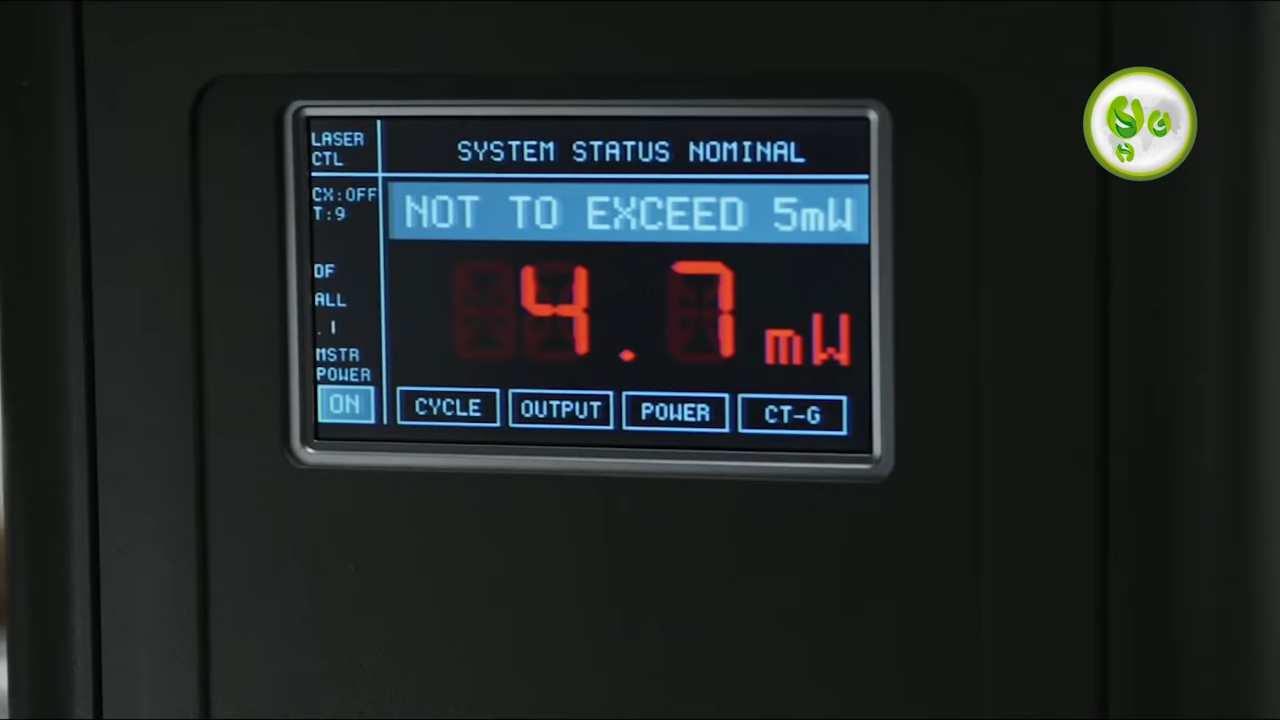 LASER
CTL
SYSTEM STATUS NOMINAL
CX:OFF
T:9
NOT TO EXCEED 5mW
DF
ALL
.1
4.7 mW
MSTR
POWER
ON
CYCLE
OUTPUT
POWER
CT-G